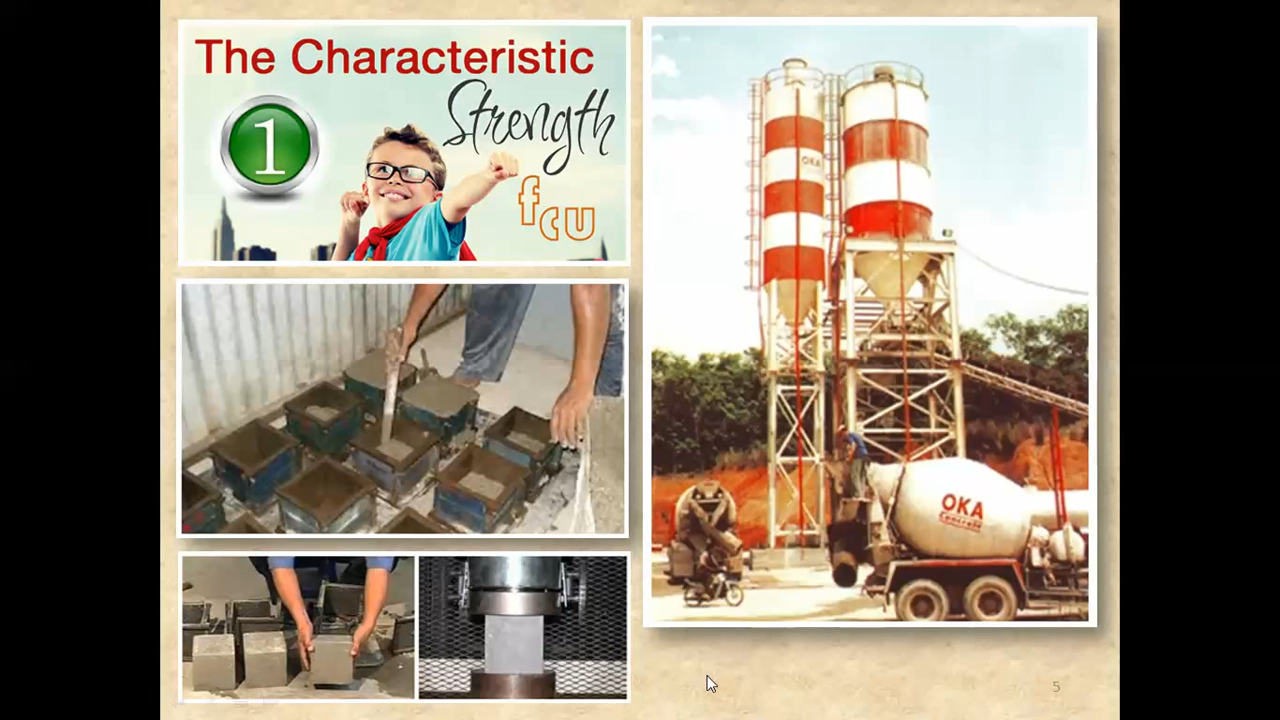 The Characteristic
1
Strength
fcu
OKA
OKA
Concrete
5